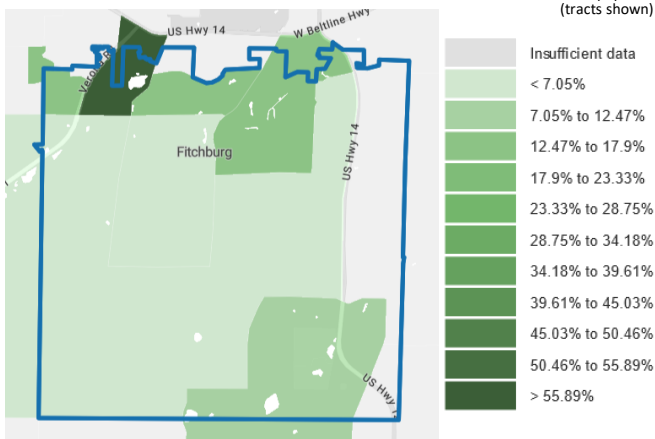 (tracts shown)
US Hwy 14
W Beltline Hwy
Insufficient data
< 7.05%
7.05% to 12.47%
12.47% to 17.9%
17.9% to 23.33%
23.33% to 28.75%
28.75% to 34.18%
34.18% to 39.61%
39.61% to 45.03%
45.03% to 50.46%
50.46% to 55.89%
> 55.89%
Verona R
Fitchburg
US Hwy 14
US Hwy 1